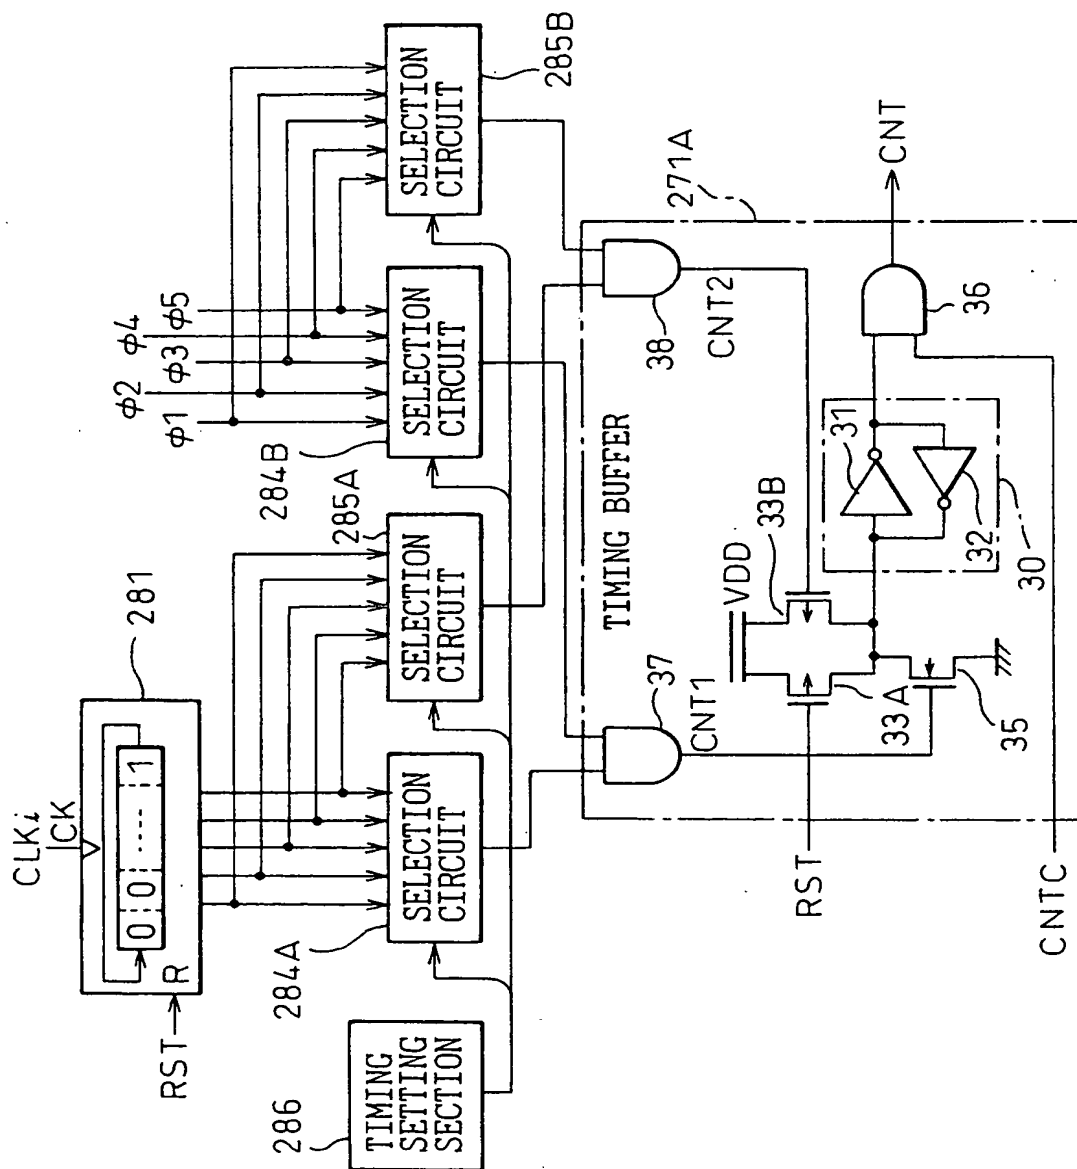 CLKi
CK
281
0 0 ---- 1
R
RST
φ1
φ2
φ3
φ4
φ5
286
TIMING
SETTING
SECTION
284A
SELECTION
CIRCUIT
285A
SELECTION
CIRCUIT
284B
SELECTION
CIRCUIT
285B
SELECTION
CIRCUIT
TIMING BUFFER
271A
37
CNT1
38
CNT2
VDD
33A
33B
RST
35
30
31
32
36
CNT
CNTC